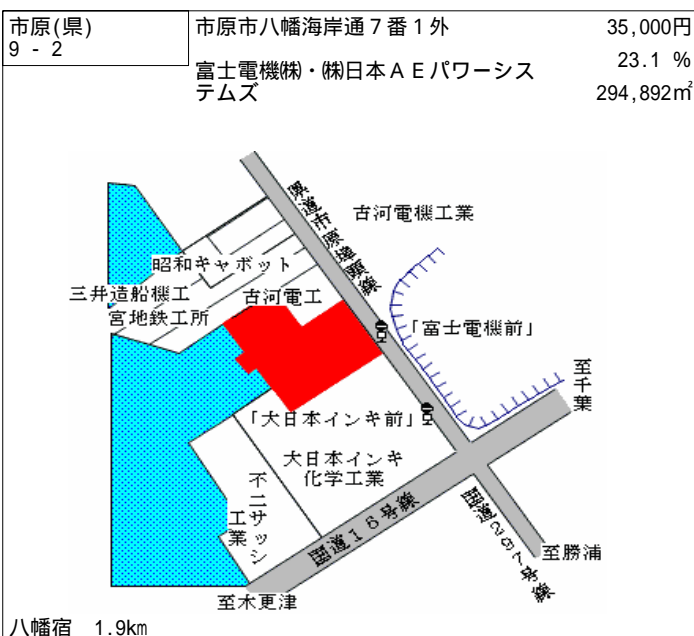 市原(県)
9 - 2
市原市八幡海岸通７番１外
35,000円
富士電機㈱・㈱日本ＡＥパワーシス
テムズ
23.1 %
294,892㎡
県道市原埠頭線
古河電機工業
昭和キャボット
三井造船機工
古河電工
宮地鉄工所
「富士電機前」
至千葉
「大日本インキ前」
大日本インキ
化学工業
不二サッシ
工業
国道１６号線
国道２９７号線
至勝浦
至木更津
八幡宿　1.9km